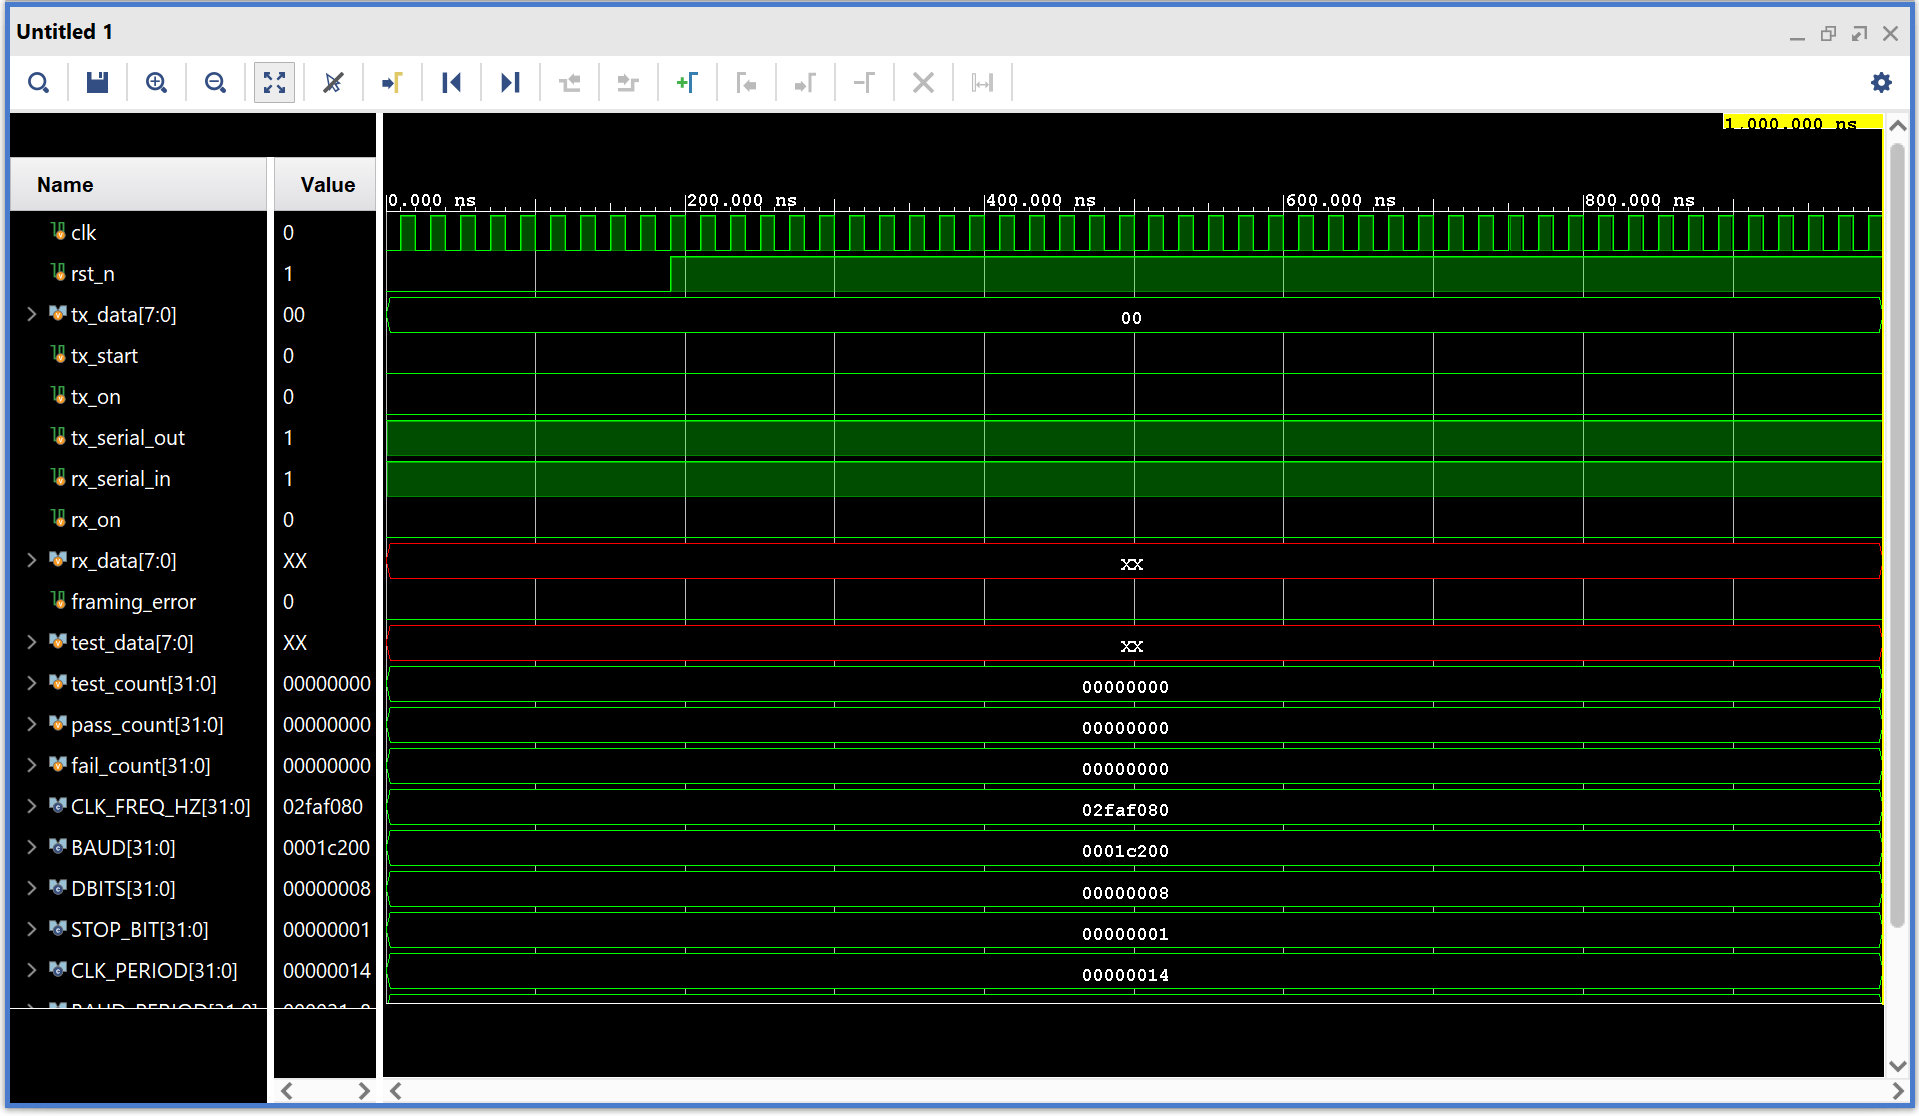 Untitled 1
1,000.000 ns
Name Value
0.000 ns 200.000 ns 400.000 ns 600.000 ns 800.000 ns
clk 0
rst_n 1
tx_data[7:0] 00 00
tx_start 0
tx_on 0
tx_serial_out 1
rx_serial_in 1
rx_on 0
rx_data[7:0] XX XX
framing_error 0
test_data[7:0] XX XX
test_count[31:0] 00000000 00000000
pass_count[31:0] 00000000 00000000
fail_count[31:0] 00000000 00000000
CLK_FREQ_HZ[31:0] 02faf080 02faf080
BAUD[31:0] 0001c200 0001c200
DBITS[31:0] 00000008 00000008
STOP_BIT[31:0] 00000001 00000001
CLK_PERIOD[31:0] 00000014 00000014
BAUD_PERIOD[31:0]